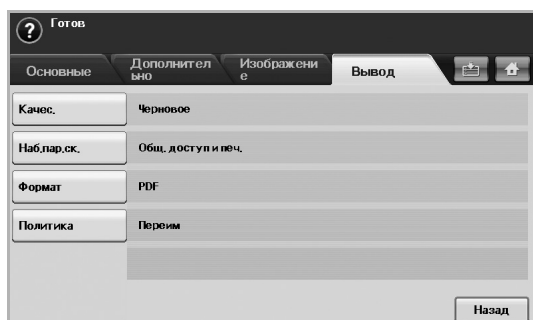 Готов
Основные
Дополнител
ьно
Изображени
е
Вывод
Качес. Черновое
Наб.пар.ск. Общ. доступ и печ.
Формат PDF
Политика Переим
Назад